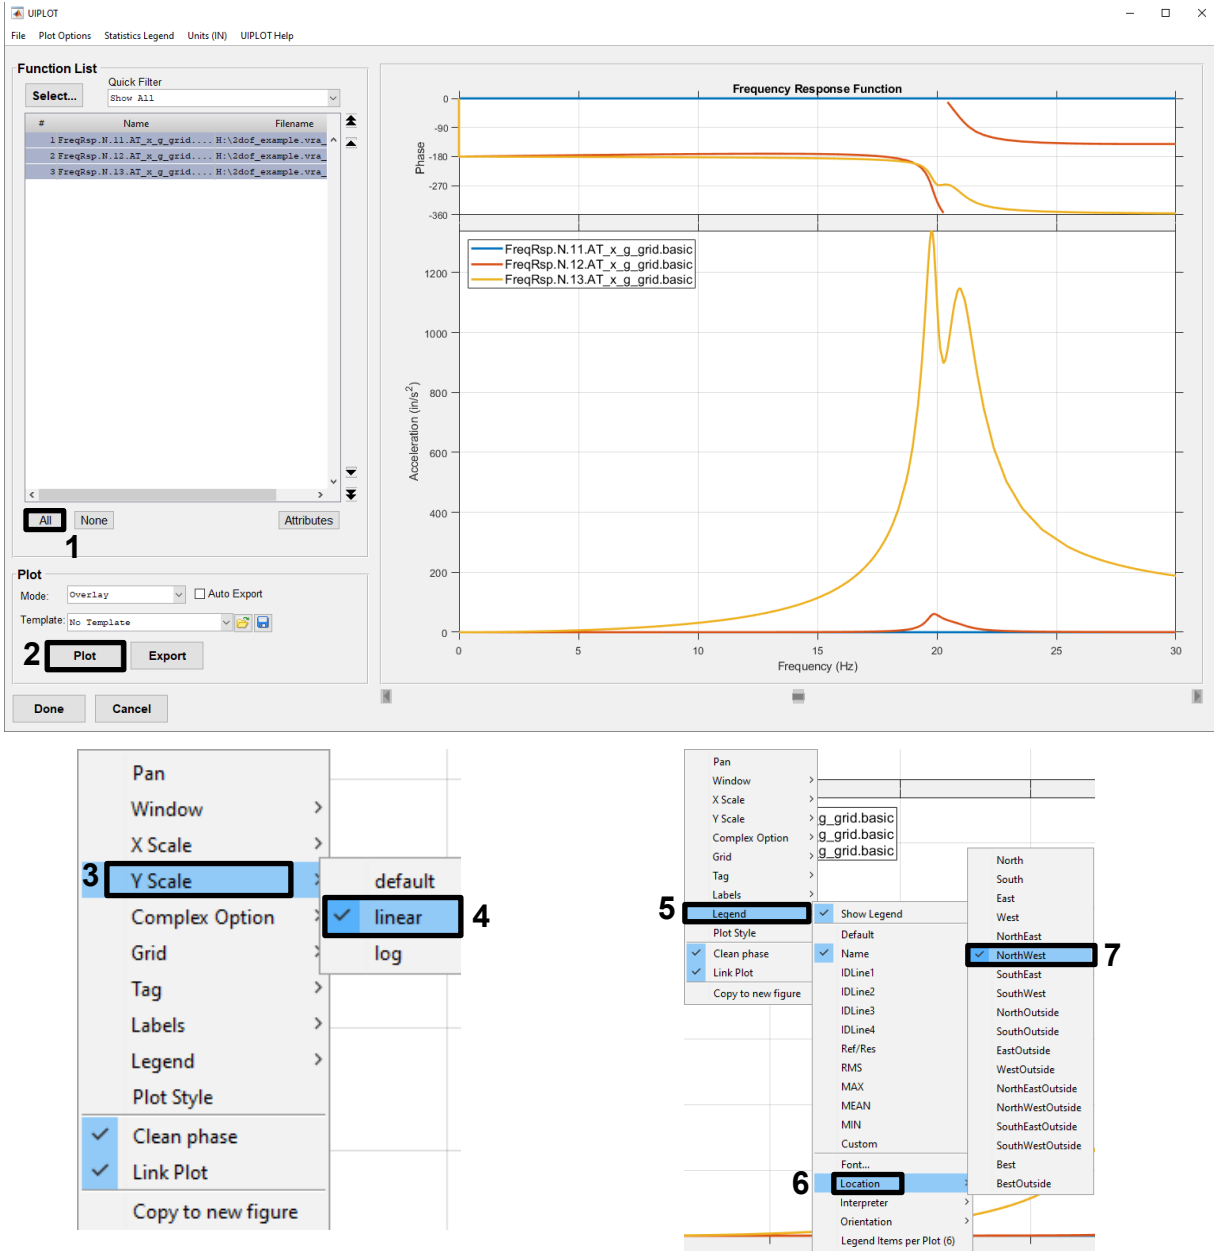 UIPLOT
File Plot Options Statistics Legend Units (IN) UIPLOT Help
Function List
Quick Filter
Select...
Show All
# Name Filename
1 FreqRsp.N.11.AT_x_g_grid.... H:\2dof_example.vra_
2 FreqRsp.N.12.AT_x_g_grid.... H:\2dof_example.vra_
3 FreqRsp.N.13.AT_x_g_grid.... H:\2dof_example.vra_
All None Attributes
1
Plot
Mode: Overlay Auto Export
Template: No Template
2 Plot Export
Done Cancel
Frequency Response Function
0
-90
-180
-270
-360
Phase
FreqRsp.N.11.AT_x_g_grid.basic
FreqRsp.N.12.AT_x_g_grid.basic
FreqRsp.N.13.AT_x_g_grid.basic
1200
1000
800
600
400
200
0
Acceleration (in/s2)
0 5 10 15 20 25 30
Frequency (Hz)
Pan
Window
X Scale
3 Y Scale
Complex Option
Grid
Tag
Labels
Legend
Plot Style
Clean phase
Link Plot
Copy to new figure
default
linear 4
log
Pan
Window
X Scale
Y Scale
Complex Option
Grid
Tag
Labels
5 Legend
Plot Style
Clean phase
Link Plot
Copy to new figure
g_grid.basic
g_grid.basic
g_grid.basic
Show Legend
Default
Name
IDLine1
IDLine2
IDLine3
IDLine4
Ref/Res
RMS
MAX
MEAN
MIN
Custom
Font...
6 Location
Interpreter
Orientation
Legend Items per Plot (6)
North
South
East
West
NorthEast
NorthWest 7
SouthEast
SouthWest
NorthOutside
SouthOutside
EastOutside
WestOutside
NorthEastOutside
NorthWestOutside
SouthEastOutside
SouthWestOutside
Best
BestOutside